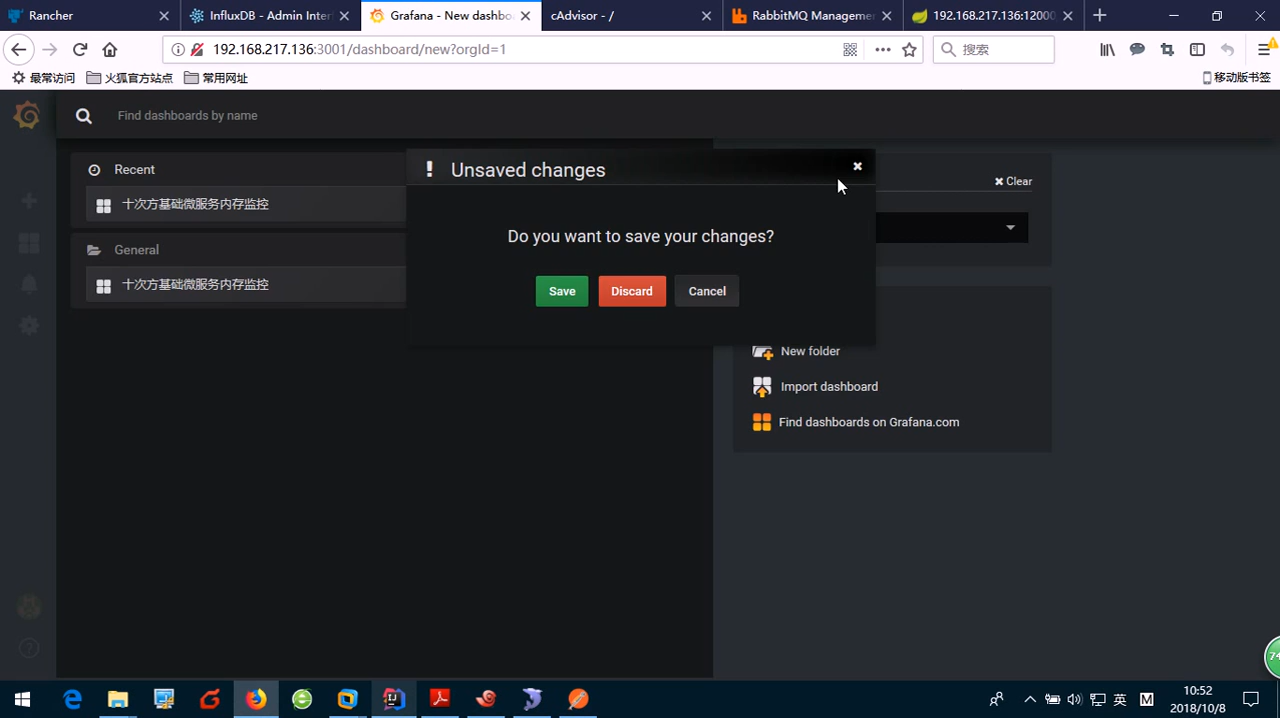 Rancher
InfluxDB - Admin Inter
Grafana - New dashbo
cAdvisor - /
RabbitMQ Manageme
192.168.217.136:12000
192.168.217.136:3001/dashboard/new?orgId=1
搜索
最常访问
火狐官方站点
常用网址
移动版书签
Find dashboards by name
Recent
十次方基础微服务内存监控
General
十次方基础微服务内存监控
Unsaved changes
Do you want to save your changes?
Save
Discard
Cancel
Clear
New folder
Import dashboard
Find dashboards on Grafana.com
74
英
M
10:52
2018/10/8